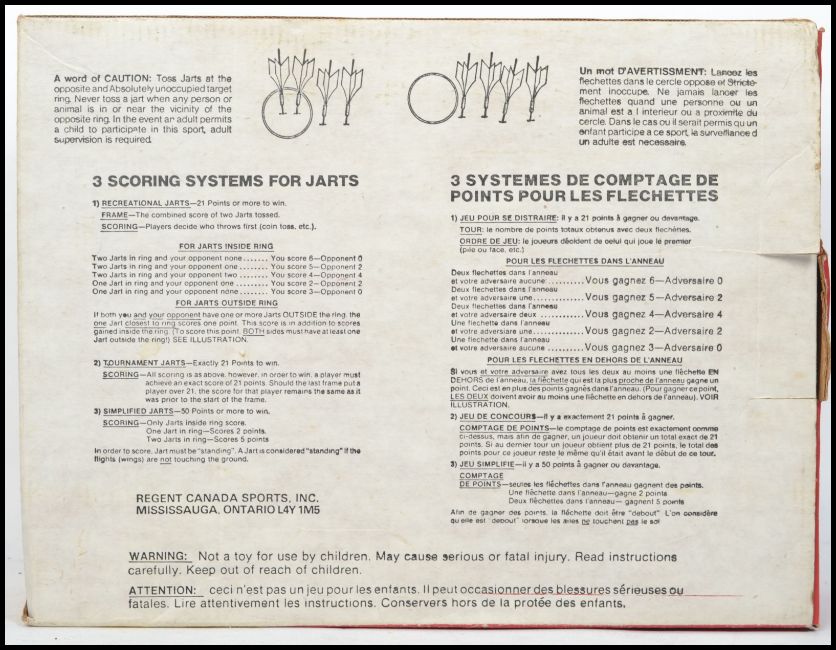 A word of CAUTION: Toss Jarts at the
opposite and Absolutely unoccupied target
ring. Never toss a jart when any person or
animal is in or near the vicinity of the
opposite ring. In the event an adult permits
a child to participate in this sport, adult
supervision is required.
Un mot D'AVERTISSMENT: Lancez les
flechettes dans le cercle oppose et Stricte-
ment inoccupe. Ne jamais lancer les
flechettes quand une personne ou un
animal est a l interieur ou a proximite du
cercle. Dans le cas ou il serait permis qu un
enfant participe a ce sport, la surveillance d
un adulte est necessaire.
3 SCORING SYSTEMS FOR JARTS
1) RECREATIONAL JARTS—21 Points or more to win.
FRAME—The combined score of two Jarts tossed.
SCORING—Players decide who throws first (coin toss, etc.).
FOR JARTS INSIDE RING
Two Jarts in ring and your opponent none....... You score 6—Opponent 0
Two Jarts in ring and your opponent one........ You score 5—Opponent 2
Two Jarts in ring and your opponent two........ You score 4—Opponent 4
One Jart in ring and your opponent one........ You score 2—Opponent 2
One Jart in ring and your opponent none....... You score 3—Opponent 0
FOR JARTS OUTSIDE RING
If both you and your opponent have one or more Jarts OUTSIDE the ring, the
one Jart closest to ring scores one point. This score is in addition to scores
gained inside the ring. (To score this point, BOTH sides must have at least one
Jart outside the ring!) SEE ILLUSTRATION.
2) TOURNAMENT JARTS—Exactly 21 Points to win.
SCORING—All scoring is as above, however, in order to win, a player must
achieve an exact score of 21 points. Should the last frame put a
player over 21, the score for that player remains the same as it
was prior to the start of the frame.
3) SIMPLIFIED JARTS—50 Points or more to win.
SCORING—Only Jarts inside ring score.
One Jart in ring—Scores 2 points.
Two Jarts in ring—Scores 5 points
In order to score, Jart must be "standing". A Jart is considered "standing" if the
flights (wings) are not touching the ground.
REGENT CANADA SPORTS, INC.
MISSISSAUGA, ONTARIO L4Y 1M5
3 SYSTEMES DE COMPTAGE DE
POINTS POUR LES FLECHETTES
1) JEU POUR SE DISTRAIRE: il y a 21 points à gagner ou davantage.
TOUR: le nombre de points totaux obtenus avec deux flechettes.
ORDRE DE JEU: le joueurs décident de celui qui joue le premier
(pile ou face, etc.)
POUR LES FLECHETTES DANS L'ANNEAU
Deux flechettes dans l'anneau
et votre adversaire aucune..........Vous gagnez 6—Adversaire 0
Deux flechettes dans l'anneau
et votre adversaire une.............Vous gagnez 5—Adversaire 2
Deux flechettes dans l'anneau
et votre adversaire deux ............Vous gagnez 4—Adversaire 4
Une flechette dans l'anneau
et votre adversaire une.............Vous gagnez 2—Adversaire 2
Une flechette dans l'anneau
et votre adversaire aucune ..........Vous gagnez 3—Adversaire 0
POUR LES FLECHETTES EN DEHORS DE L'ANNEAU
Si vous et votre adversaire avez tous les deux au moins une flèchette EN
DEHORS de l'anneau, la flèchette qui est la plus proche de l'anneau gagne un
point. Ceci est en plus des points gagnés dans l'anneau. (Pour gagner ce point,
LES DEUX doivent avoir au moins une flèchette en dehors de l'anneau). VOIR
ILLUSTRATION.
2) JEU DE CONCOURS—il y a exactement 21 points à gagner.
COMPTAGE DE POINTS—le comptage de points est exactement comme
ci-dessus, mais afin de gagner, un joueur doit obtenir un total exact de 21
points. Si au dernier tour un joueur obtient plus de 21 points, le total des
points pour ce joueur reste le même qu'il était avant le début de ce tour.
3) JEU SIMPLIFIE—il y a 50 points à gagner ou davantage.
COMPTAGE
DE POINTS—seules les flèchettes dans l'anneau gagnent des points.
Une flèchette dans l'anneau—gagne 2 points
Deux flèchettes dans l'anneau— gagnent 5 points
Afin de gagner des points, la flèchette doit être "debout" L'on considère
qu elle est "debout" lorsque les ailes ne touchent pas le sol
WARNING: Not a toy for use by children. May cause serious or fatal injury. Read instructions
carefully. Keep out of reach of children.
ATTENTION: ceci n'est pas un jeu pour les enfants. Il peut occasionner des blessures sérieuses ou
fatales. Lire attentivement les instructions. Conservers hors de la protée des enfants.